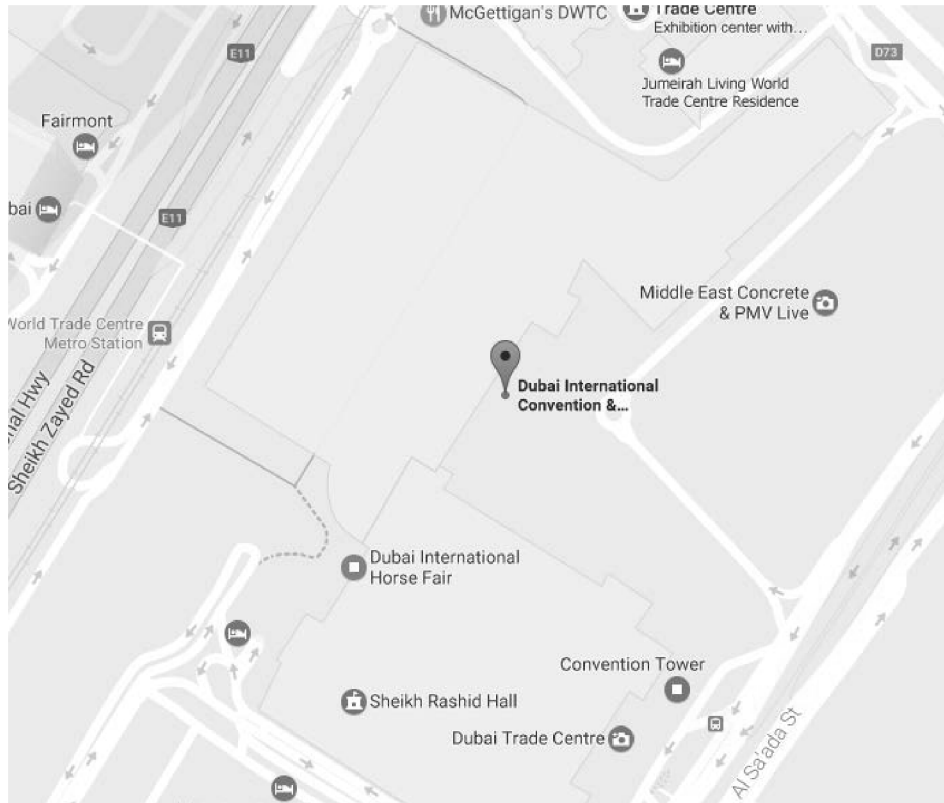 McGettigan's DWTC
Trade Centre
Exhibition center with...
E11
D73
Jumeirah Living World
Trade Centre Residence
Fairmont
bai
E11
Middle East Concrete
& PMV Live
World Trade Centre
Metro Station
Dubai International
Convention &...
Sheikh Zayed Rd
nal Hwy
Dubai International
Horse Fair
Convention Tower
Sheikh Rashid Hall
Dubai Trade Centre
Al Sa'ada St